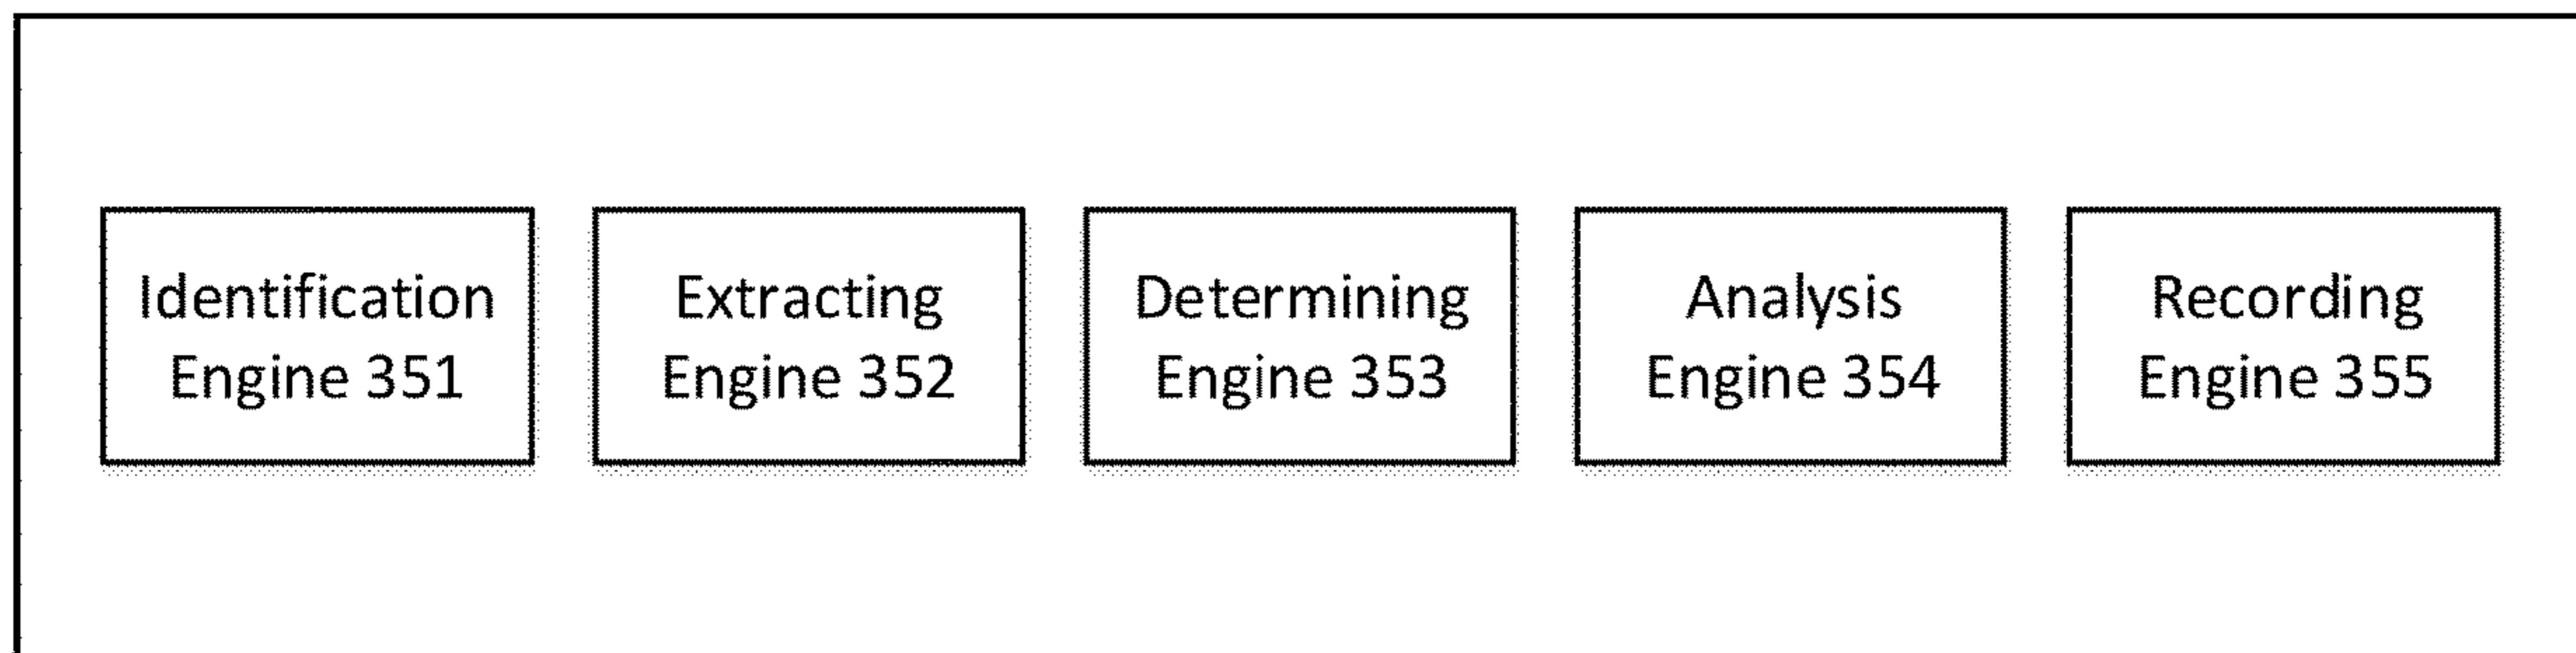 Identification
Engine 351
Extracting
Engine 352
Determining
Engine 353
Analysis
Engine 354
Recording
Engine 355